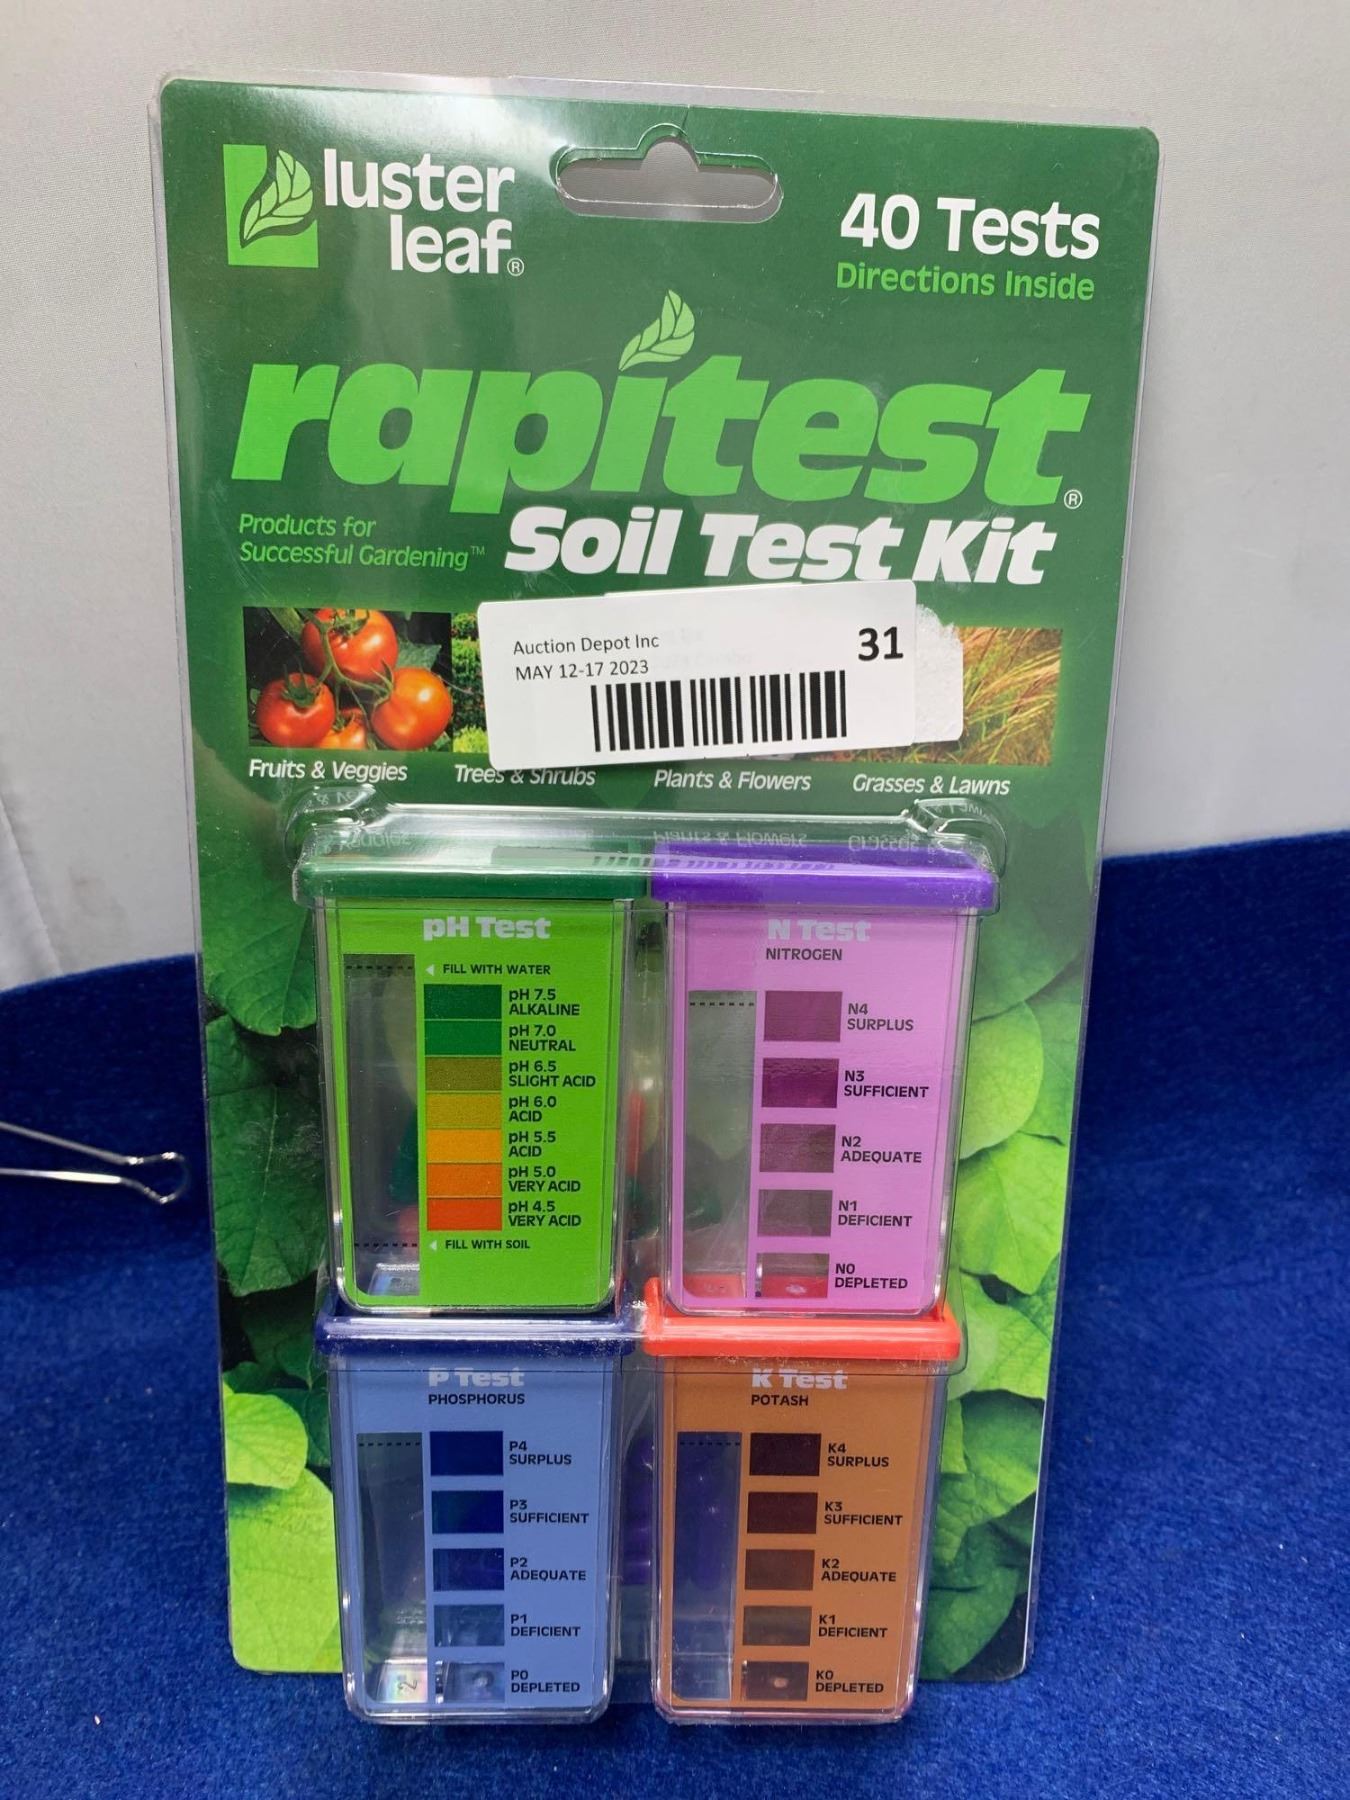 luster
leaf®
40 Tests
Directions Inside
rapitest®
Products for
Successful Gardening™
Soil Test Kit
Auction Depot Inc
MAY 12-17 2023
31
Fruits & Veggies
Trees & Shrubs
Plants & Flowers
Grasses & Lawns
pH Test
FILL WITH WATER
pH 7.5
ALKALINE
pH 7.0
NEUTRAL
pH 6.5
SLIGHT ACID
pH 6.0
ACID
pH 5.5
ACID
pH 5.0
VERY ACID
pH 4.5
VERY ACID
FILL WITH SOIL
N Test
NITROGEN
N4
SURPLUS
N3
SUFFICIENT
N2
ADEQUATE
N1
DEFICIENT
N0
DEPLETED
P Test
PHOSPHORUS
P4
SURPLUS
P3
SUFFICIENT
P2
ADEQUATE
P1
DEFICIENT
P0
DEPLETED
K Test
POTASH
K4
SURPLUS
K3
SUFFICIENT
K2
ADEQUATE
K1
DEFICIENT
K0
DEPLETED